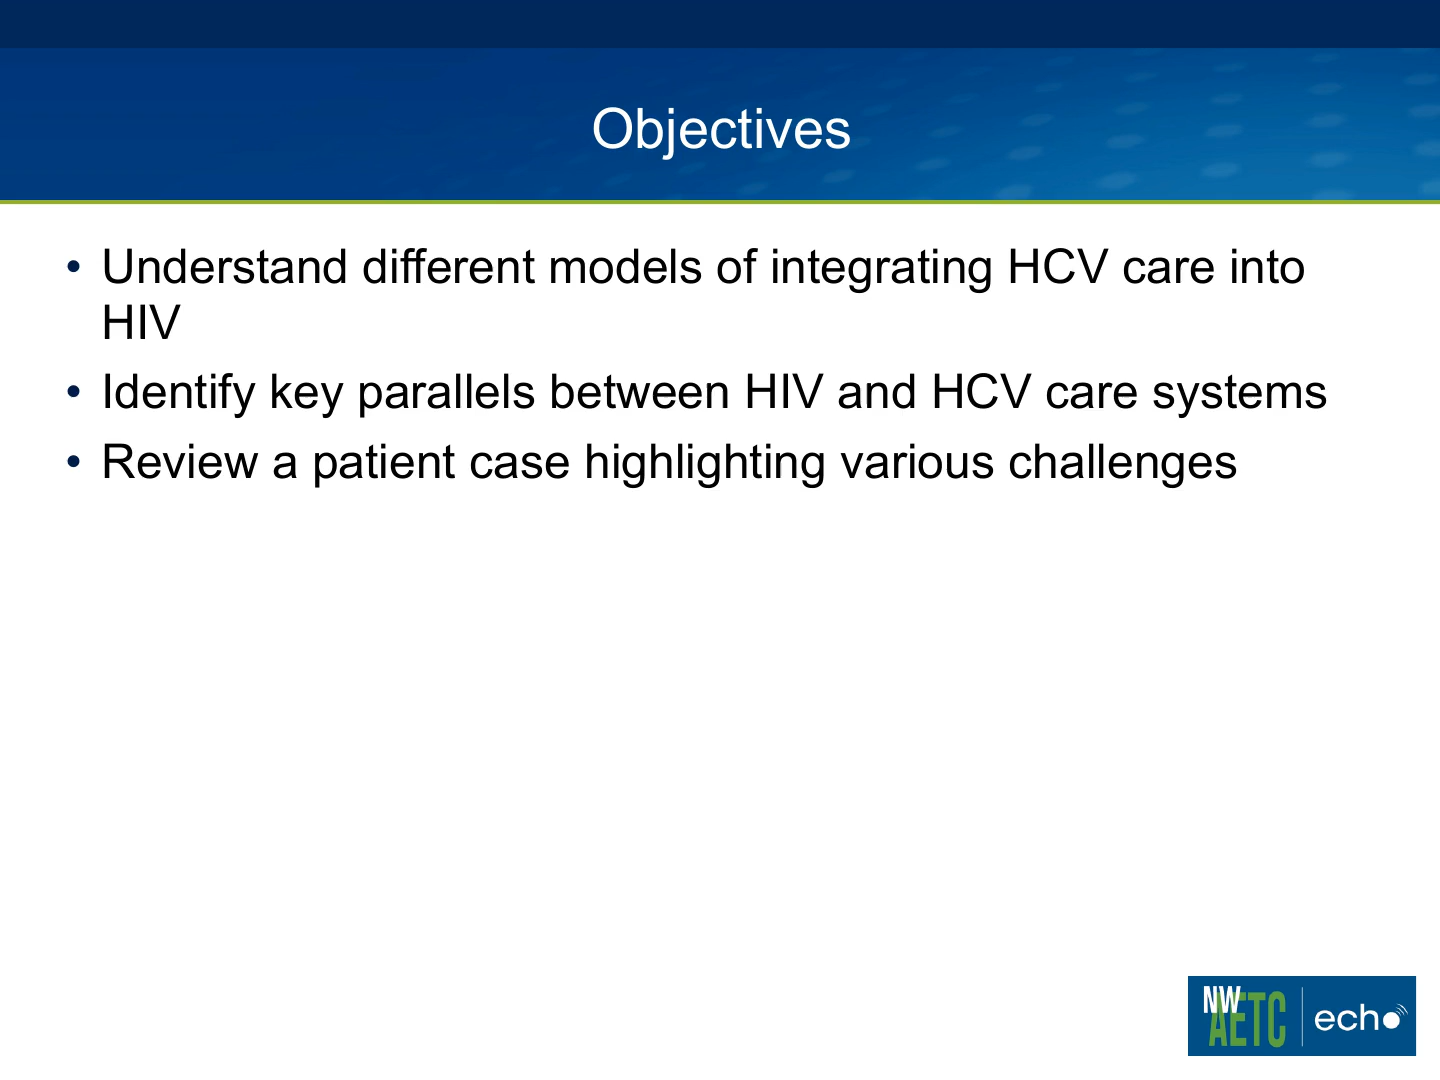 Objectives
• Understand different models of integrating HCV care into
HIV
• Identify key parallels between HIV and HCV care systems
• Review a patient case highlighting various challenges
NW
AETC
echo